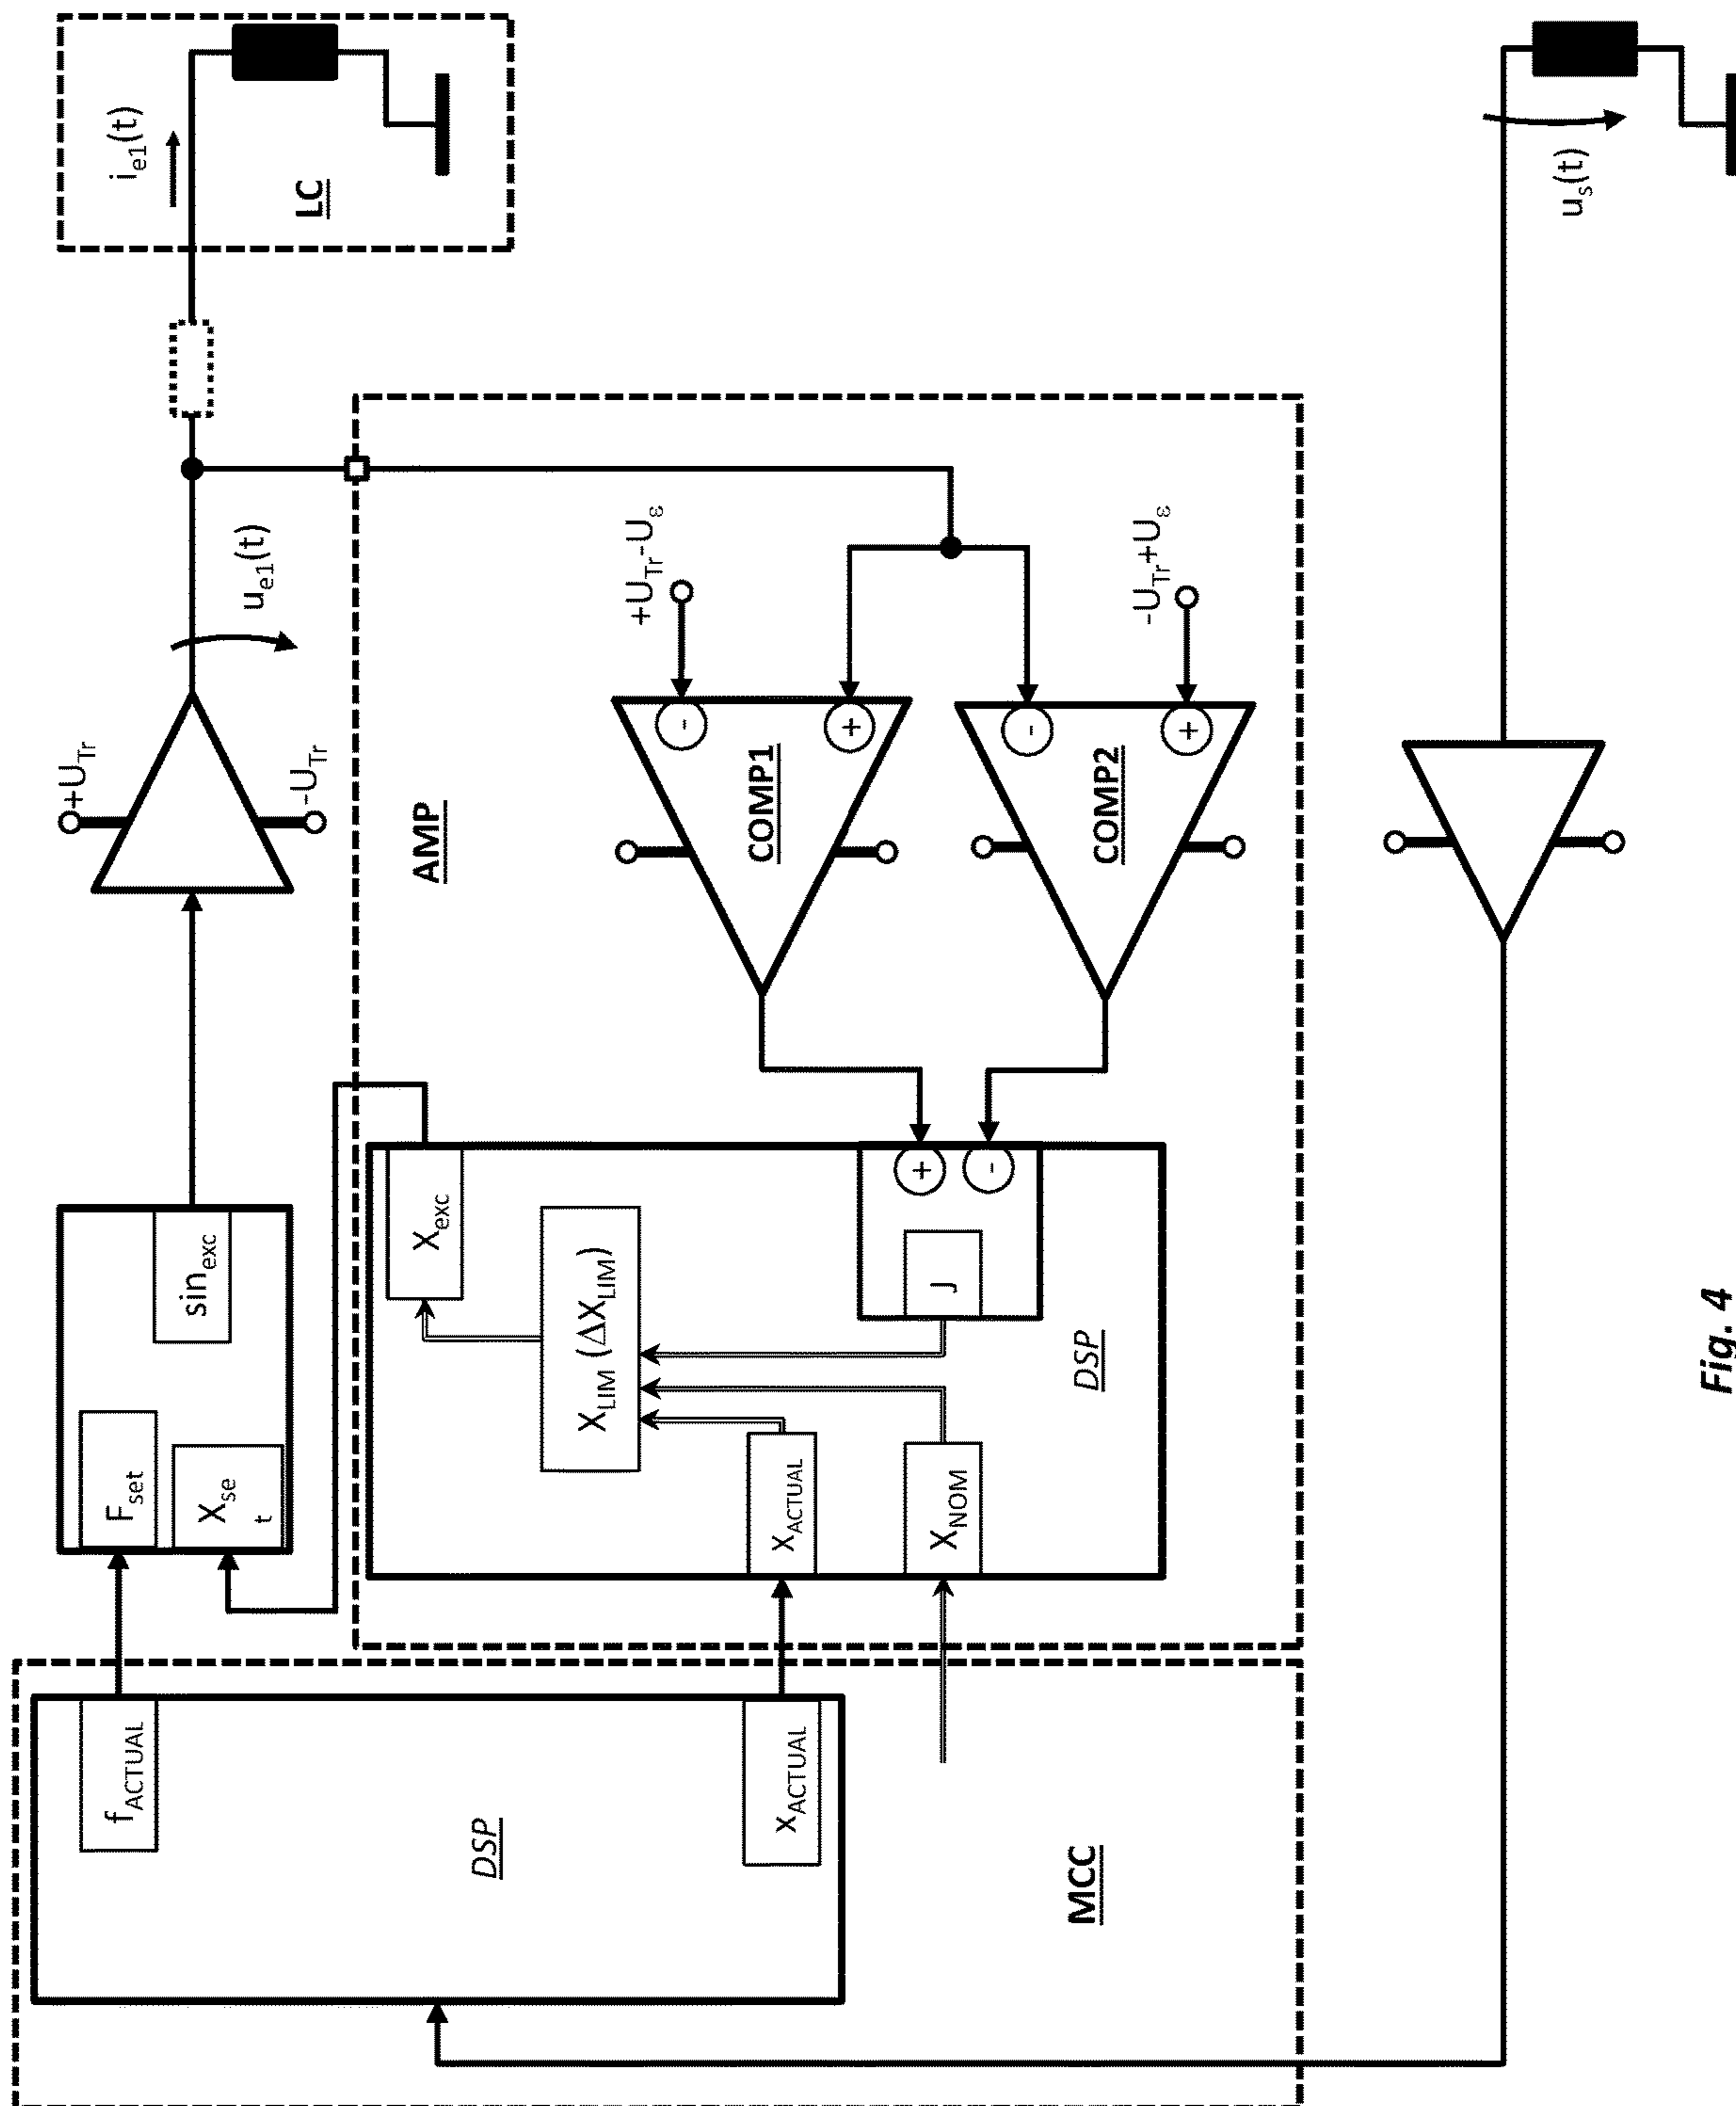 f_ACTUAL
DSP
x_ACTUAL
MCC
F_set
X_se
t
sin_exc
+U_Tr
-U_Tr
u_e1(t)
i_e1(t)
LC
AMP
X_exc
X_LIM (ΔX_LIM)
x_ACTUAL
X_NOM
J
+
-
DSP
COMP1
-
+
+U_Tr-U_ε
COMP2
-
+
-U_Tr+U_ε
u_s(t)
Fig. 4